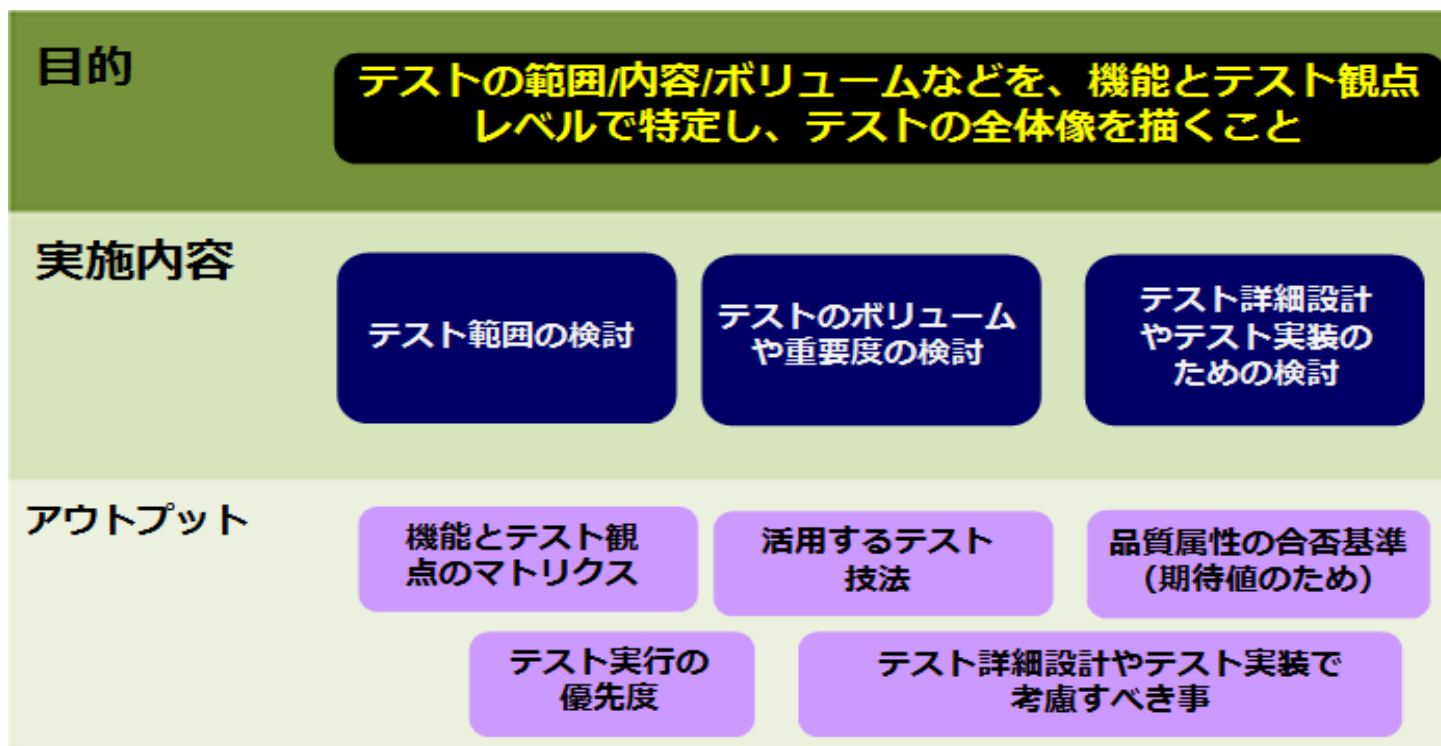 目的
テストの範囲/内容/ボリュームなどを、機能とテスト観点
レベルで特定し、テストの全体像を描くこと
実施内容
テスト範囲の検討
テストのボリューム
や重要度の検討
テスト詳細設計
やテスト実装の
ための検討
アウトプット
機能とテスト観
点のマトリクス
活用するテスト
技法
品質属性の合否基準
(期待値のため)
テスト実行の
優先度
テスト詳細設計やテスト実装で
考慮すべき事